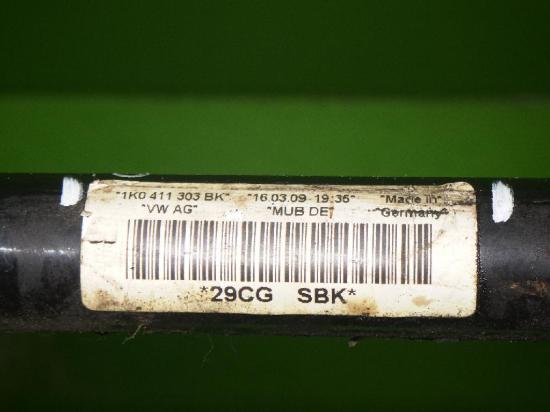 *1K0 411 303 BK* *16.03.09-19:35* *Made in*
*VW AG* *MUB DE* *Germany*
*29CG SBK*